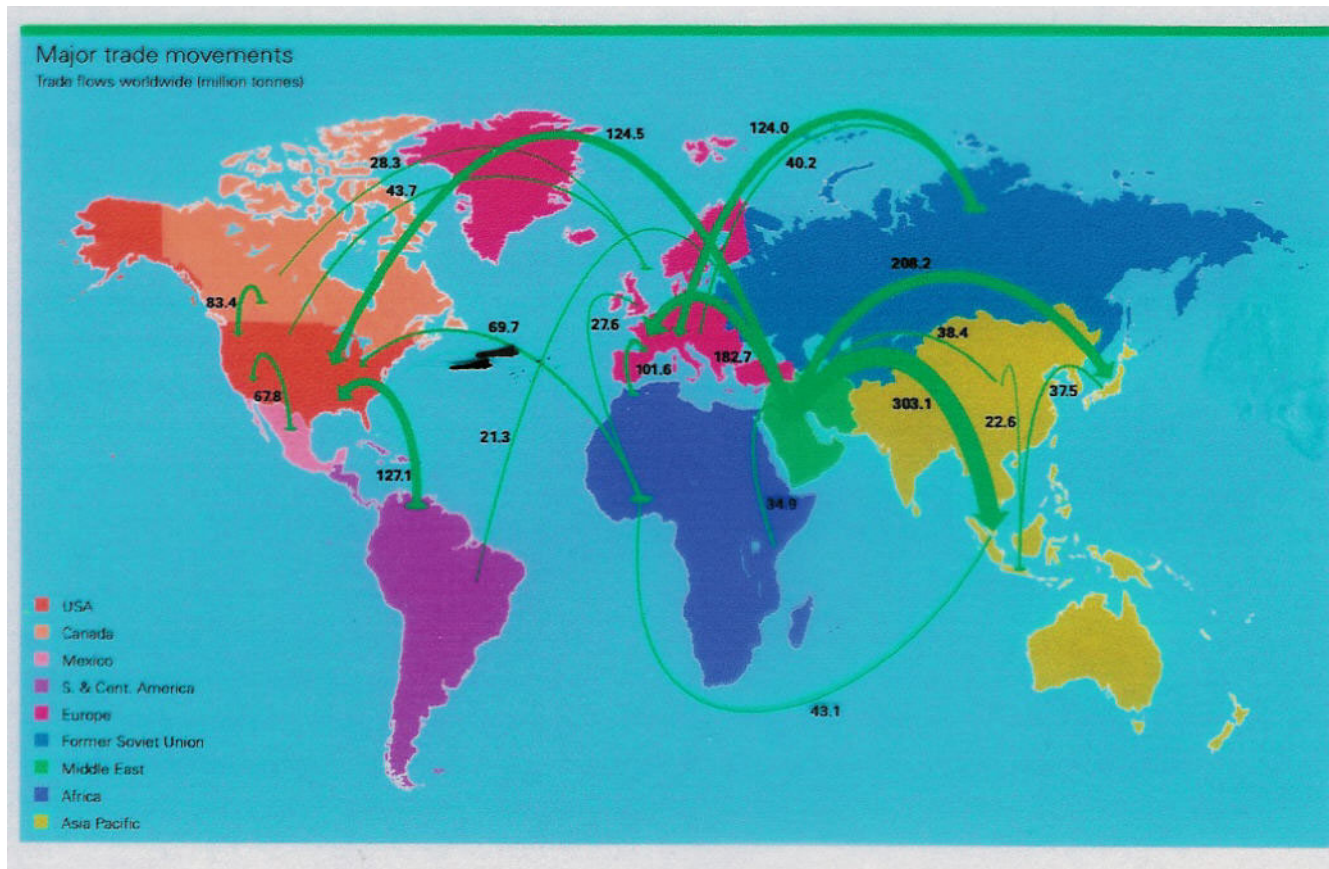 Major trade movements
Trade flows worldwide (million tonnes)
124.5
124.0
28.3
40.2
43.7
208.2
83.4
69.7
27.6
38.4
182.7
101.6
37.5
67.8
303.1
22.6
21.3
127.1
34.9
43.1
USA
Canada
Mexico
S. & Cent. America
Europe
Former Soviet Union
Middle East
Africa
Asia Pacific